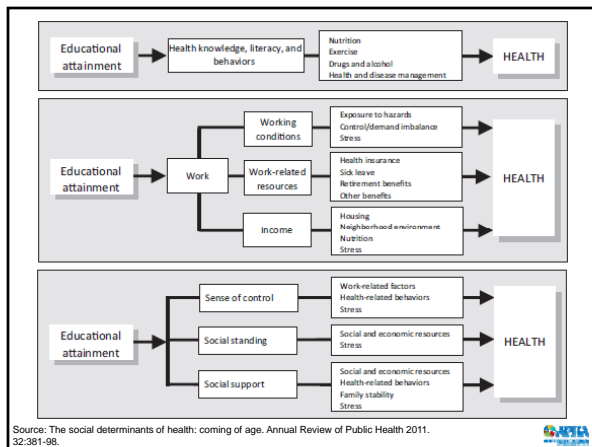 Educational
attainment
Health knowledge, literacy, and
behaviors
Nutrition
Exercise
Drugs and alcohol
Health and disease management
HEALTH
Educational
attainment
Work
Working
conditions
Exposure to hazards
Control/demand imbalance
Stress
Work-related
resources
Health insurance
Sick leave
Retirement benefits
Other benefits
Income
Housing
Neighborhood environment
Nutrition
Stress
HEALTH
Educational
attainment
Sense of control
Work-related factors
Health-related behaviors
Stress
Social standing
Social and economic resources
Stress
Social support
Social and economic resources
Health-related behaviors
Family stability
Stress
HEALTH
Source: The social determinants of health: coming of age. Annual Review of Public Health 2011.
32:381-98.